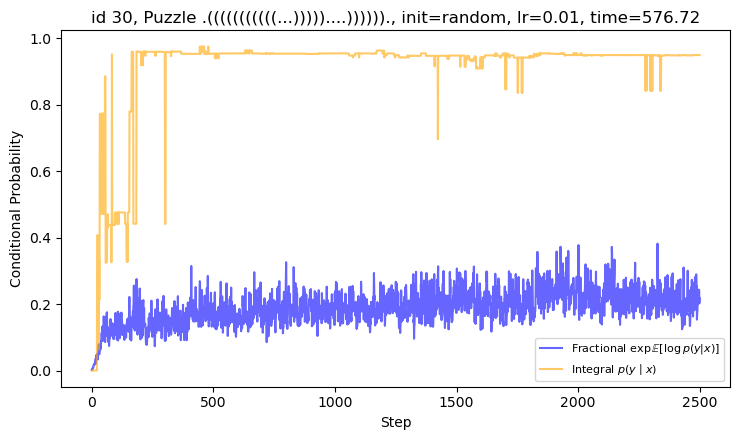 id 30, Puzzle .(((((((((((...)))))....))))))., init=random, lr=0.01, time=576.72
Conditional Probability
1.0
0.8
0.6
0.4
0.2
0.0
0
500
1000
1500
2000
2500
Step
Fractional exp𝔼[log p(y|x)]
Integral p(y | x)